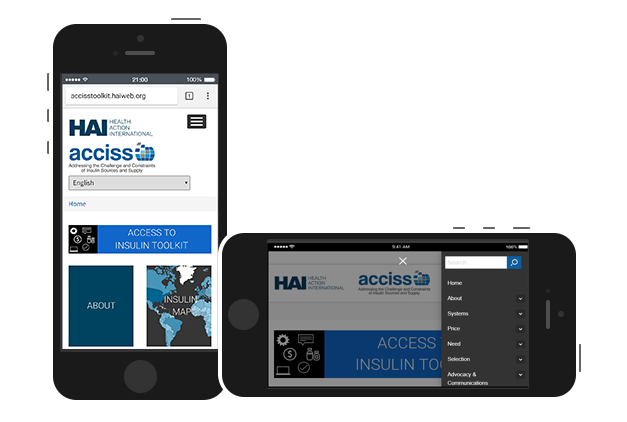 21:00
100%
accisstoolkit.haiweb.org
1
HAI HEALTH
ACTION
INTERNATIONAL
acciss
Addressing the Challenge and Constraints
of Insulin Sources and Supply
English
Home
ACCESS TO
INSULIN TOOLKIT
ABOUT
INSULIN
MAP
9:41 AM
100%
HAI HEALTH
ACTION
INTERNATIONAL
acciss
Addressing the Challenge and Constraints
of Insulin Sources and Supply
ACCESS T
INSULIN TOO
Search...
Home
About
Systems
Price
Need
Selection
Advocacy &
Communications